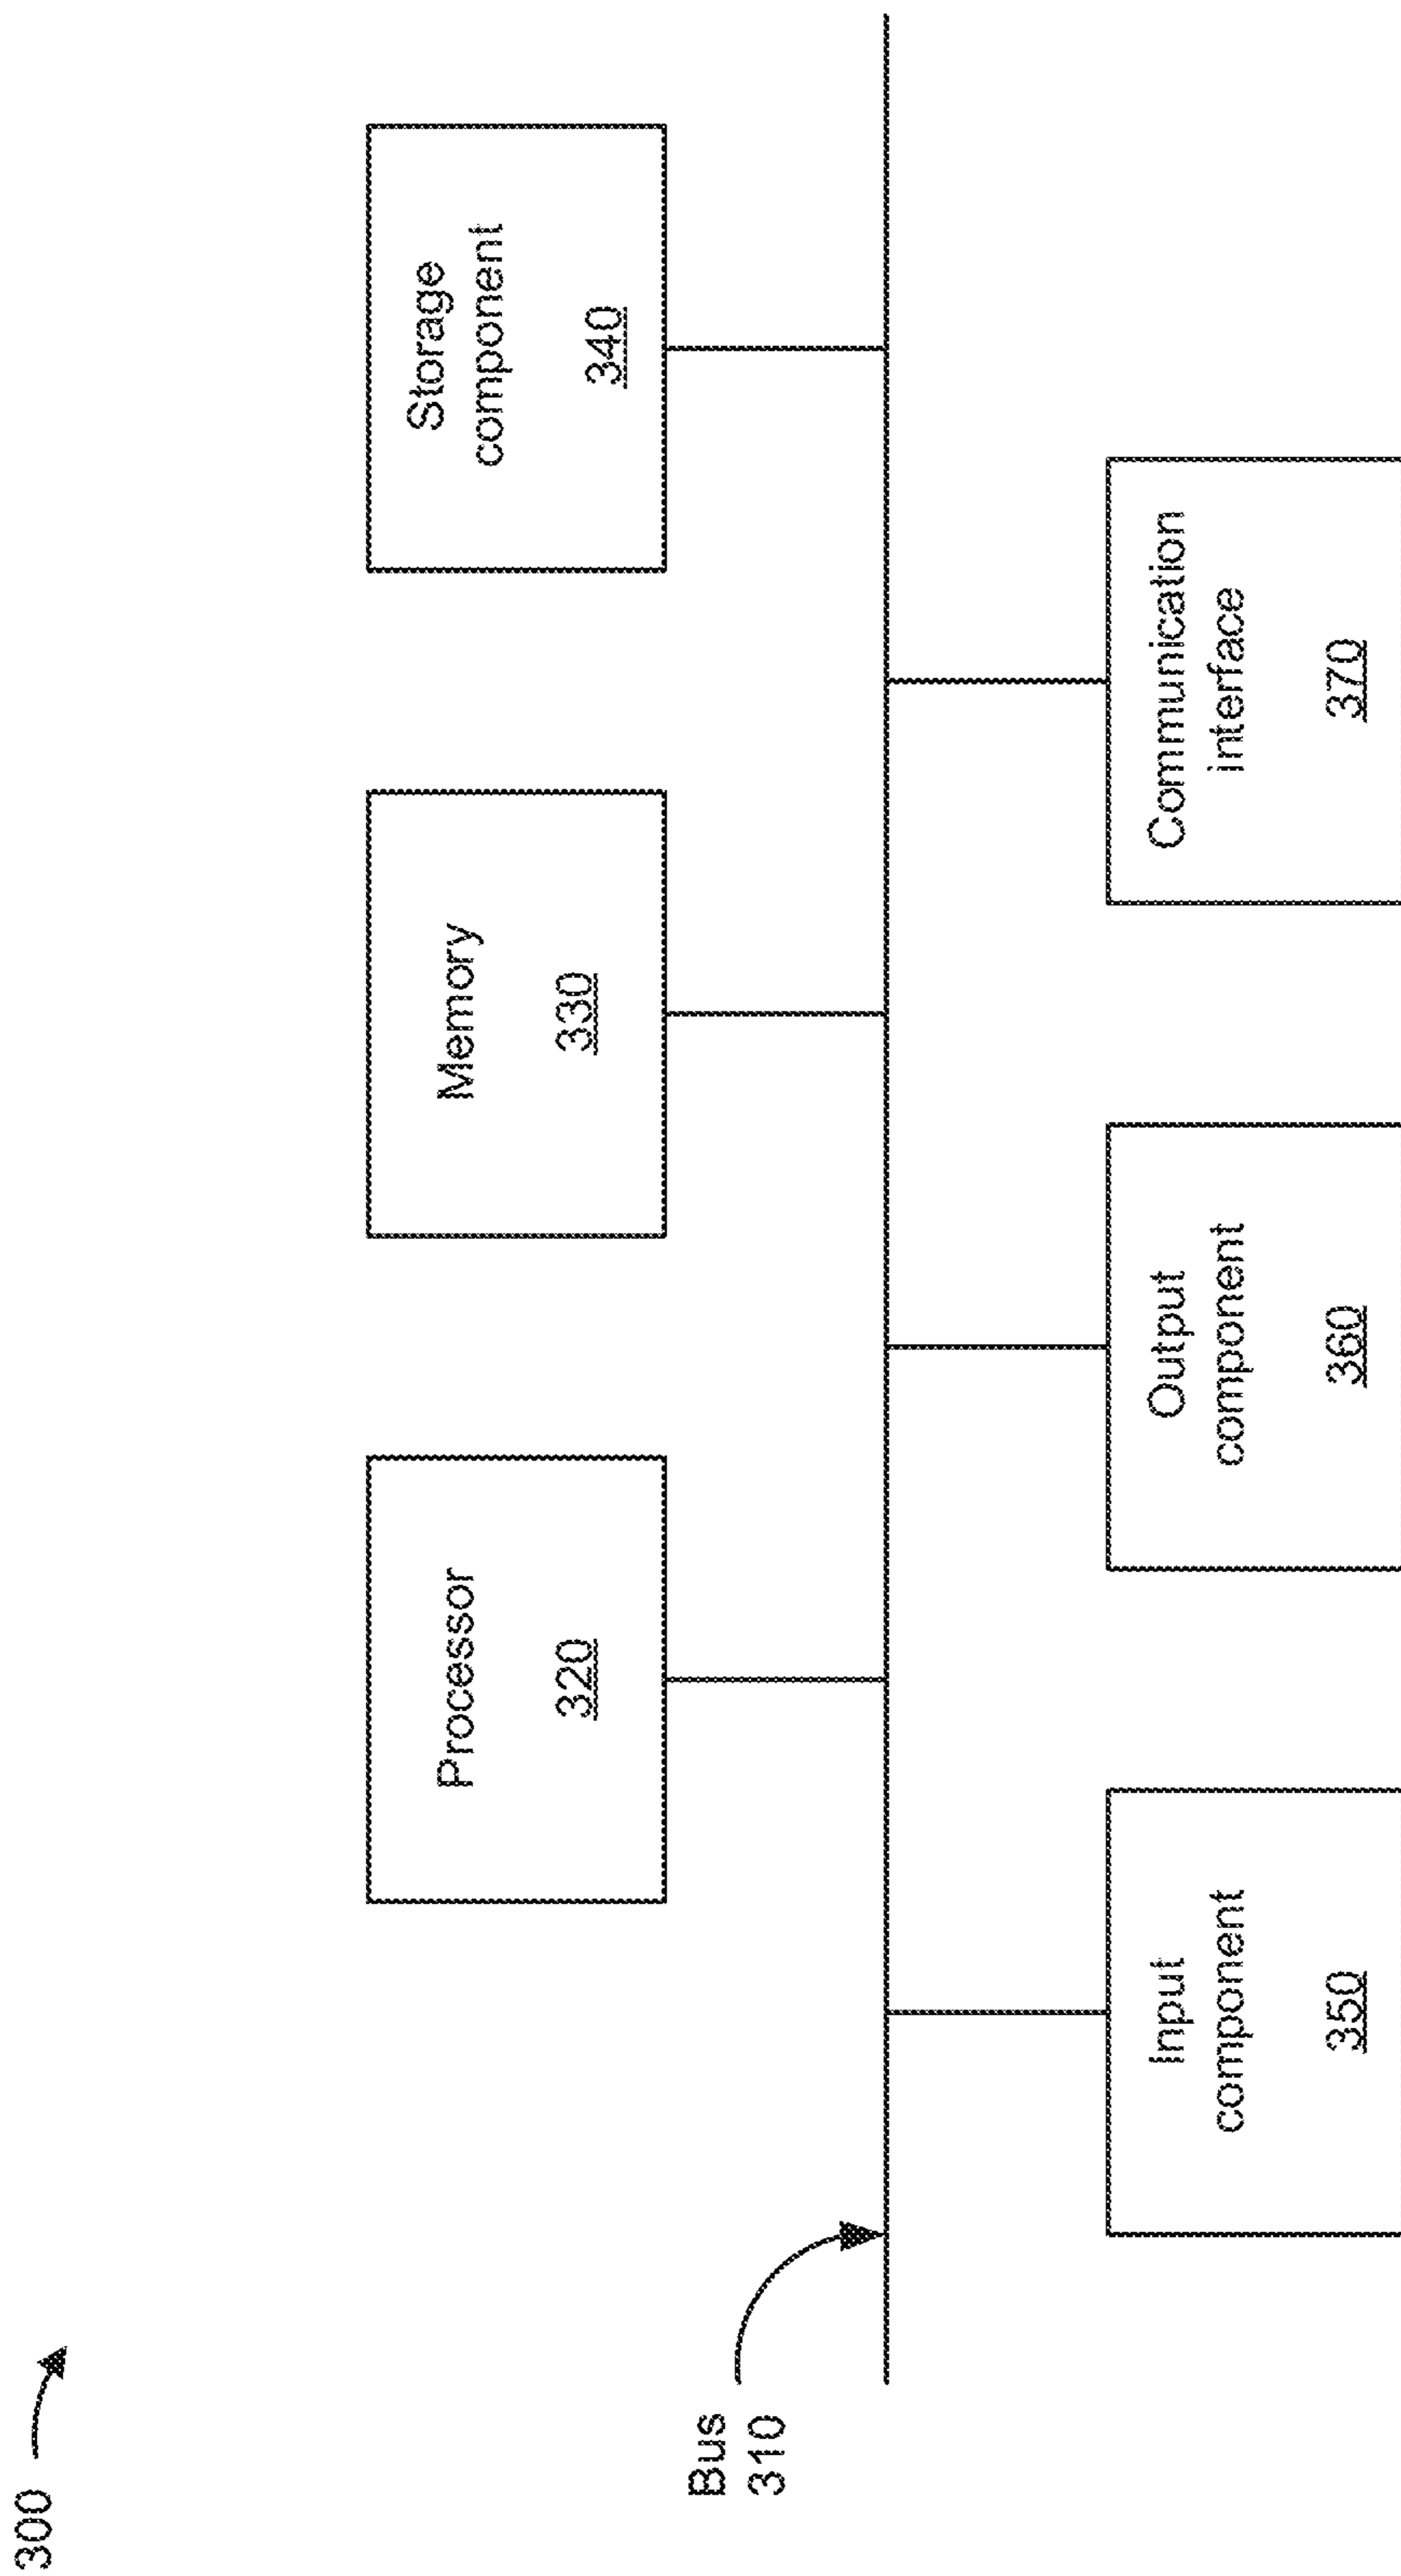 300
Processor
320
Memory
330
Storage
component
340
Bus
310
Input
component
350
Output
component
360
Communication
interface
370